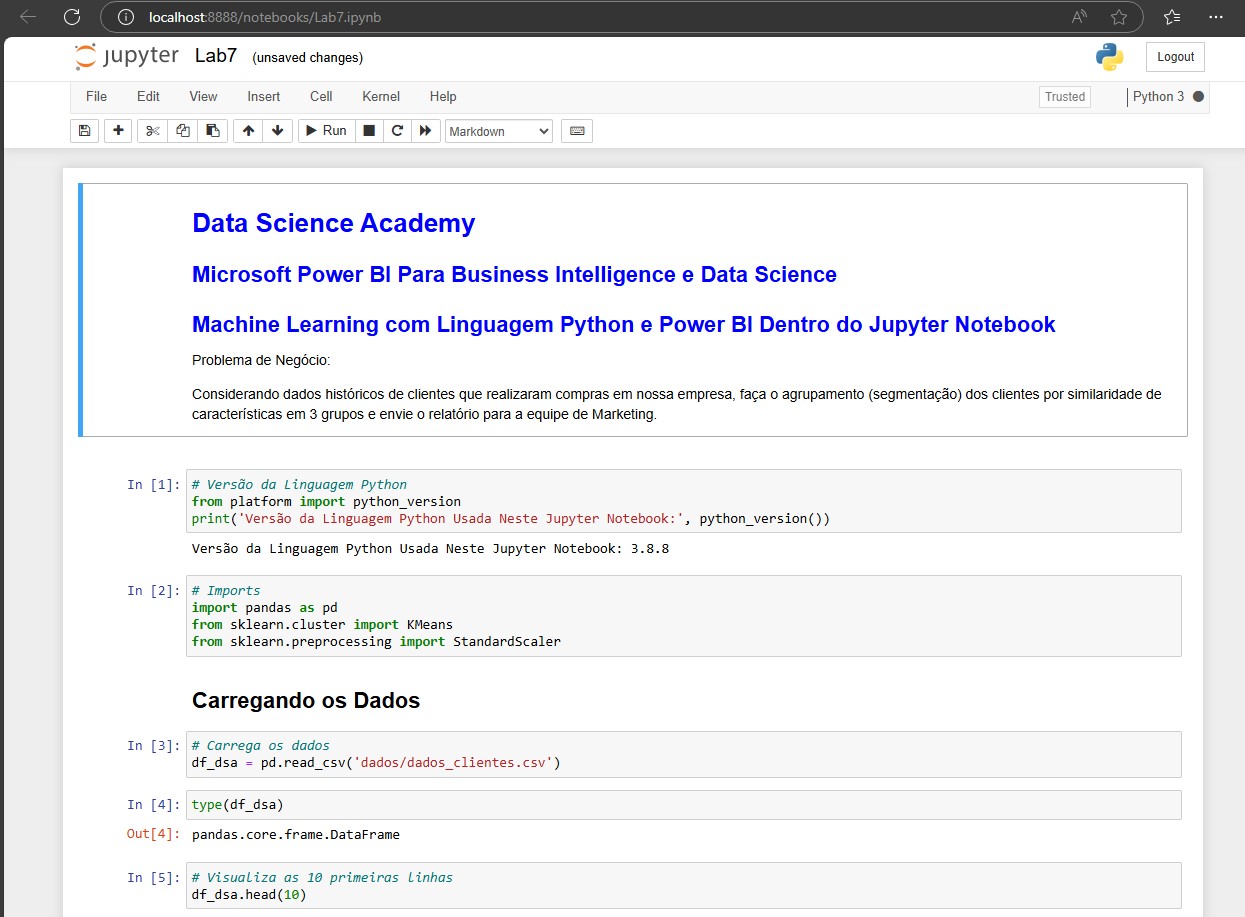 localhost:8888/notebooks/Lab7.ipynb
jupyter Lab7 (unsaved changes)
Logout
File Edit View Insert Cell Kernel Help
Trusted
Python 3
Run
Markdown
Data Science Academy
Microsoft Power BI Para Business Intelligence e Data Science
Machine Learning com Linguagem Python e Power BI Dentro do Jupyter Notebook
Problema de Negócio:
Considerando dados históricos de clientes que realizaram compras em nossa empresa, faça o agrupamento (segmentação) dos clientes por similaridade de
características em 3 grupos e envie o relatório para a equipe de Marketing.
In [1]: # Versão da Linguagem Python
from platform import python_version
print('Versão da Linguagem Python Usada Neste Jupyter Notebook:', python_version())
Versão da Linguagem Python Usada Neste Jupyter Notebook: 3.8.8
In [2]: # Imports
import pandas as pd
from sklearn.cluster import KMeans
from sklearn.preprocessing import StandardScaler
Carregando os Dados
In [3]: # Carrega os dados
df_dsa = pd.read_csv('dados/dados_clientes.csv')
In [4]: type(df_dsa)
Out[4]: pandas.core.frame.DataFrame
In [5]: # Visualiza as 10 primeiras linhas
df_dsa.head(10)